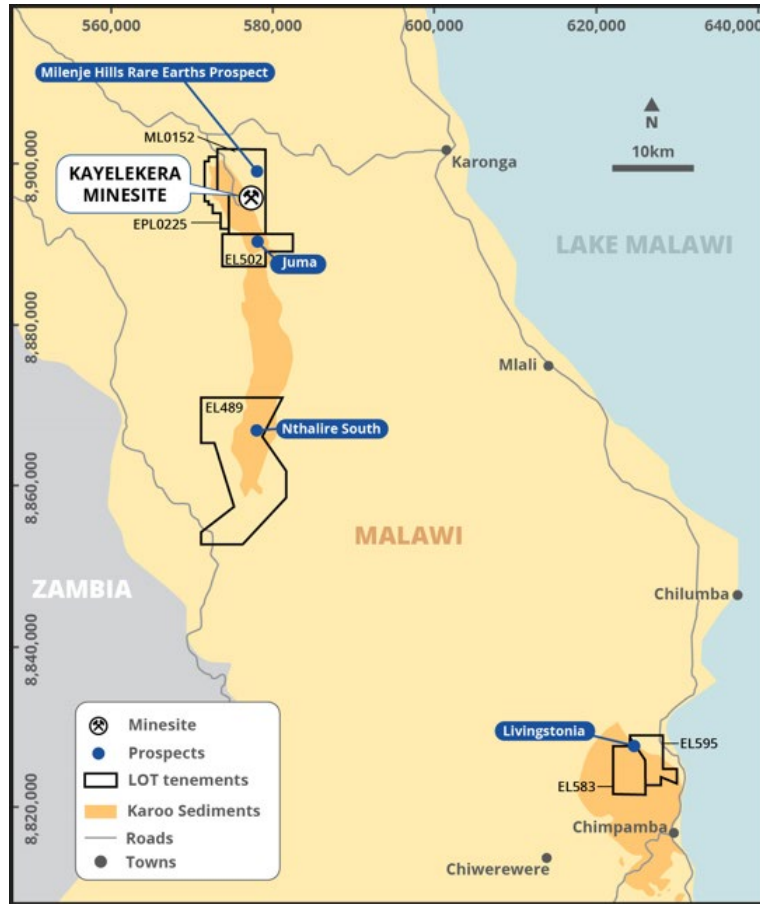 560,000
580,000
600,000
620,000
640,000
Milenje Hills Rare Earths Prospect
ML0152
N
10km
Karonga
8,900,000
KAYELEKERA
MINESITE
EPL0225
LAKE MALAWI
EL502
Juma
8,880,000
Mlali
EL489
Nthalire South
8,860,000
MALAWI
ZAMBIA
Chilumba
8,840,000
Livingstonia
EL595
EL583
8,820,000
Chimpamba
Chiwerewere
Minesite
Prospects
LOT tenements
Karoo Sediments
Roads
Towns